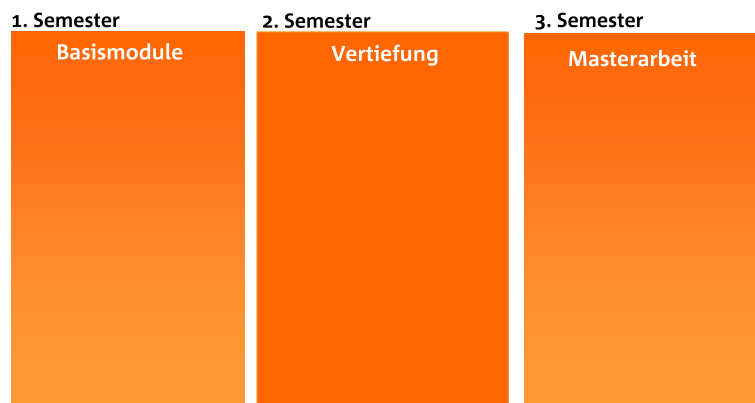 1. Semester
2. Semester
3. Semester
Basismodule
Vertiefung
Masterarbeit